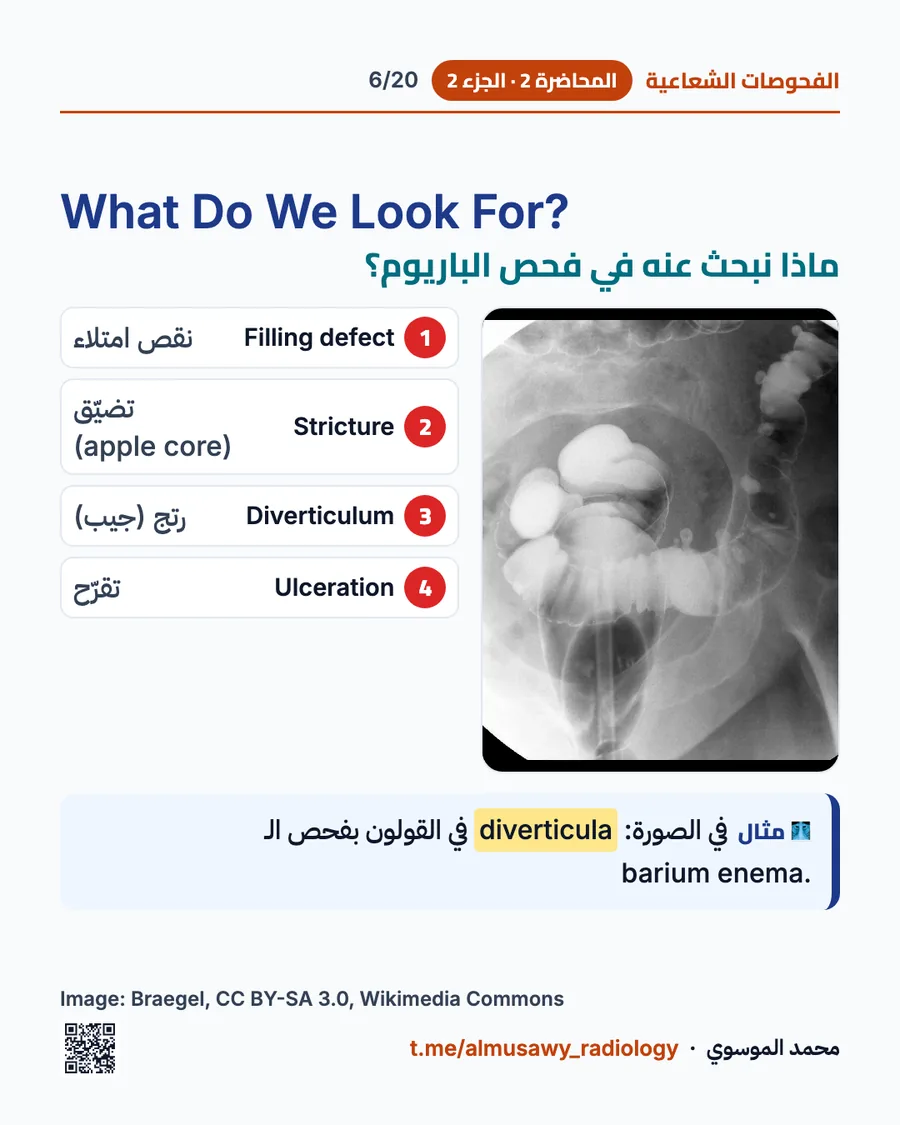 الفحوصات الشعاعية المحاضرة 2 · الجزء 2 6/20
What Do We Look For?
ماذا نبحث عنه في فحص الباريوم؟
1 Filling defect نقص امتلاء
2 Stricture تضيّق
(apple core)
3 Diverticulum رتج (جيب)
4 Ulceration تقرّح
مثال في الصورة: diverticula في القولون بفحص الـ
barium enema.
Image: Braegel, CC BY-SA 3.0, Wikimedia Commons
محمد الموسوي · t.me/almusawy_radiology